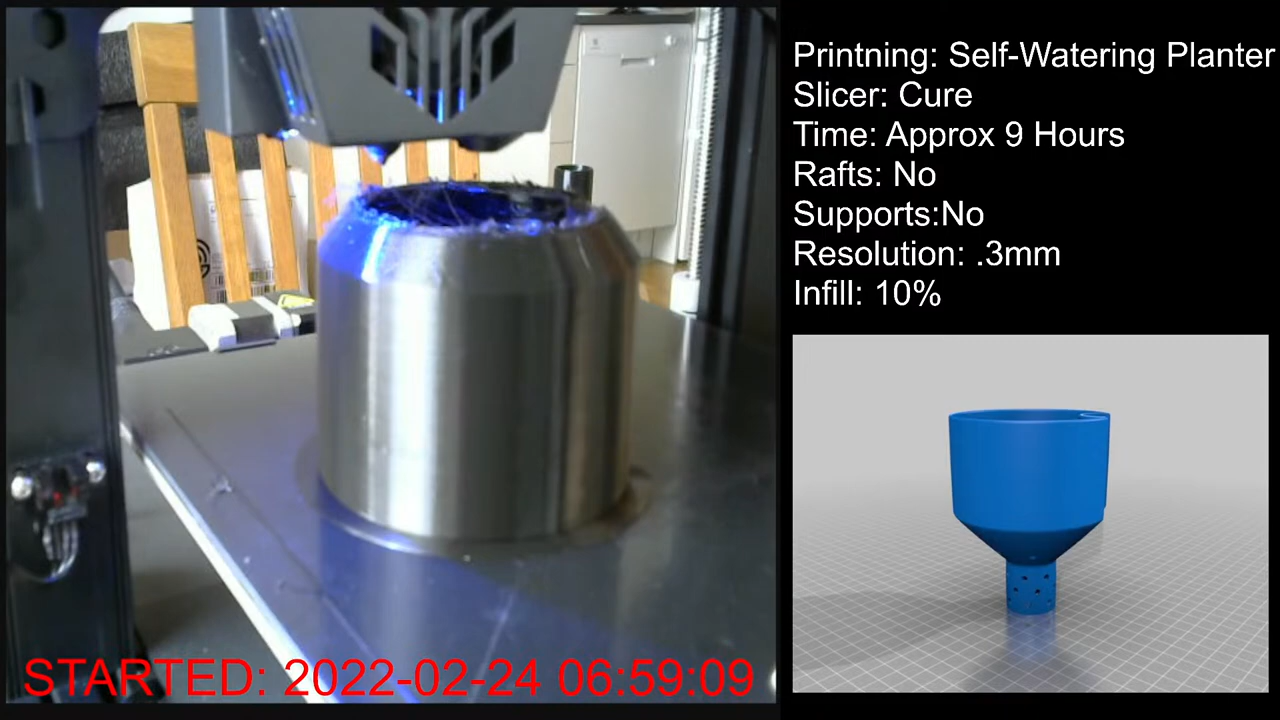 Printning: Self-Watering Planter
Slicer: Cure
Time: Approx 9 Hours
Rafts: No
Supports:No
Resolution: .3mm
Infill: 10%
STARTED: 2022-02-24 06:59:09